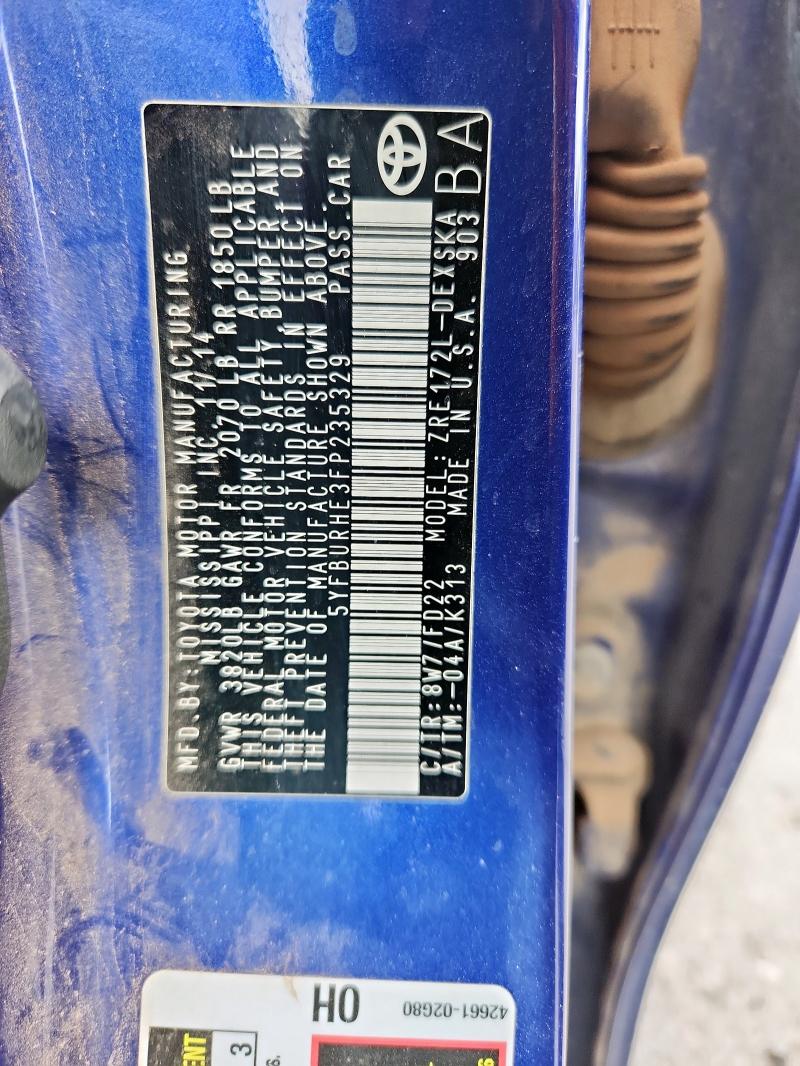 MFD.BY:TOYOTA MOTOR MANUFACTURING
MISSISSIPPI INC 11/14
GVWR 3820LB GAWR FR 2070 LB RR 1850LB
THIS VEHICLE CONFORMS TO ALL APPLICABLE
FEDERAL MOTOR VEHICLE SAFETY, BUMPER AND
THEFT PREVENTION STANDARDS IN EFFECT ON
THE DATE OF MANUFACTURE SHOWN ABOVE.
5YFBURHE3FP235329 PASS.CAR
C/TR:8W7/FD22 MODEL:ZRE172L-DEXSKA
A/TM:-04A/K313 MADE IN U.S.A. 903 BA
OH
42661-02G80
3